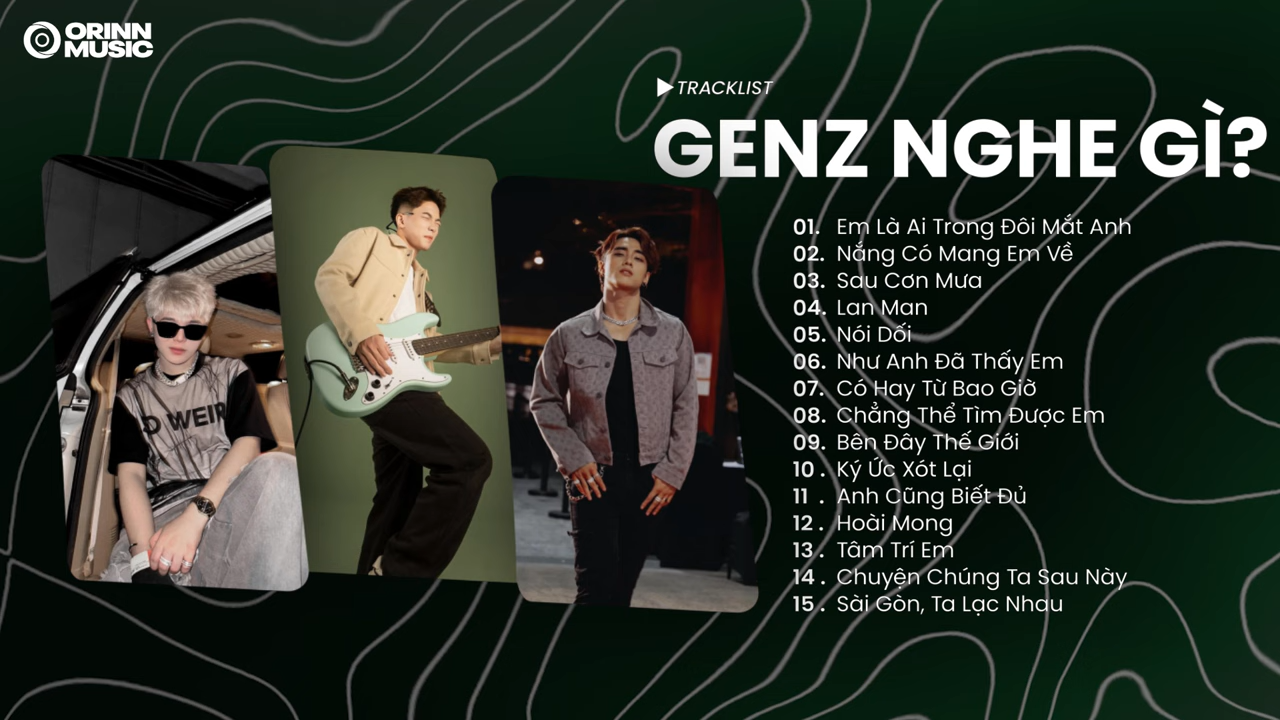 ORINN
MUSIC
TRACKLIST
GENZ NGHE GÌ?
01. Em Là Ai Trong Đôi Mắt Anh
02. Nắng Có Mang Em Về
03. Sau Cơn Mưa
04. Lan Man
05. Nói Dối
06. Như Anh Đã Thấy Em
07. Có Hay Từ Bao Giờ
08. Chẳng Thể Tìm Được Em
09. Bên Đây Thế Giới
10 . Ký Ức Xót Lại
11 . Anh Cũng Biết Đủ
12 . Hoài Mong
13 . Tâm Trí Em
14 . Chuyện Chúng Ta Sau Này
15 . Sài Gòn, Ta Lạc Nhau